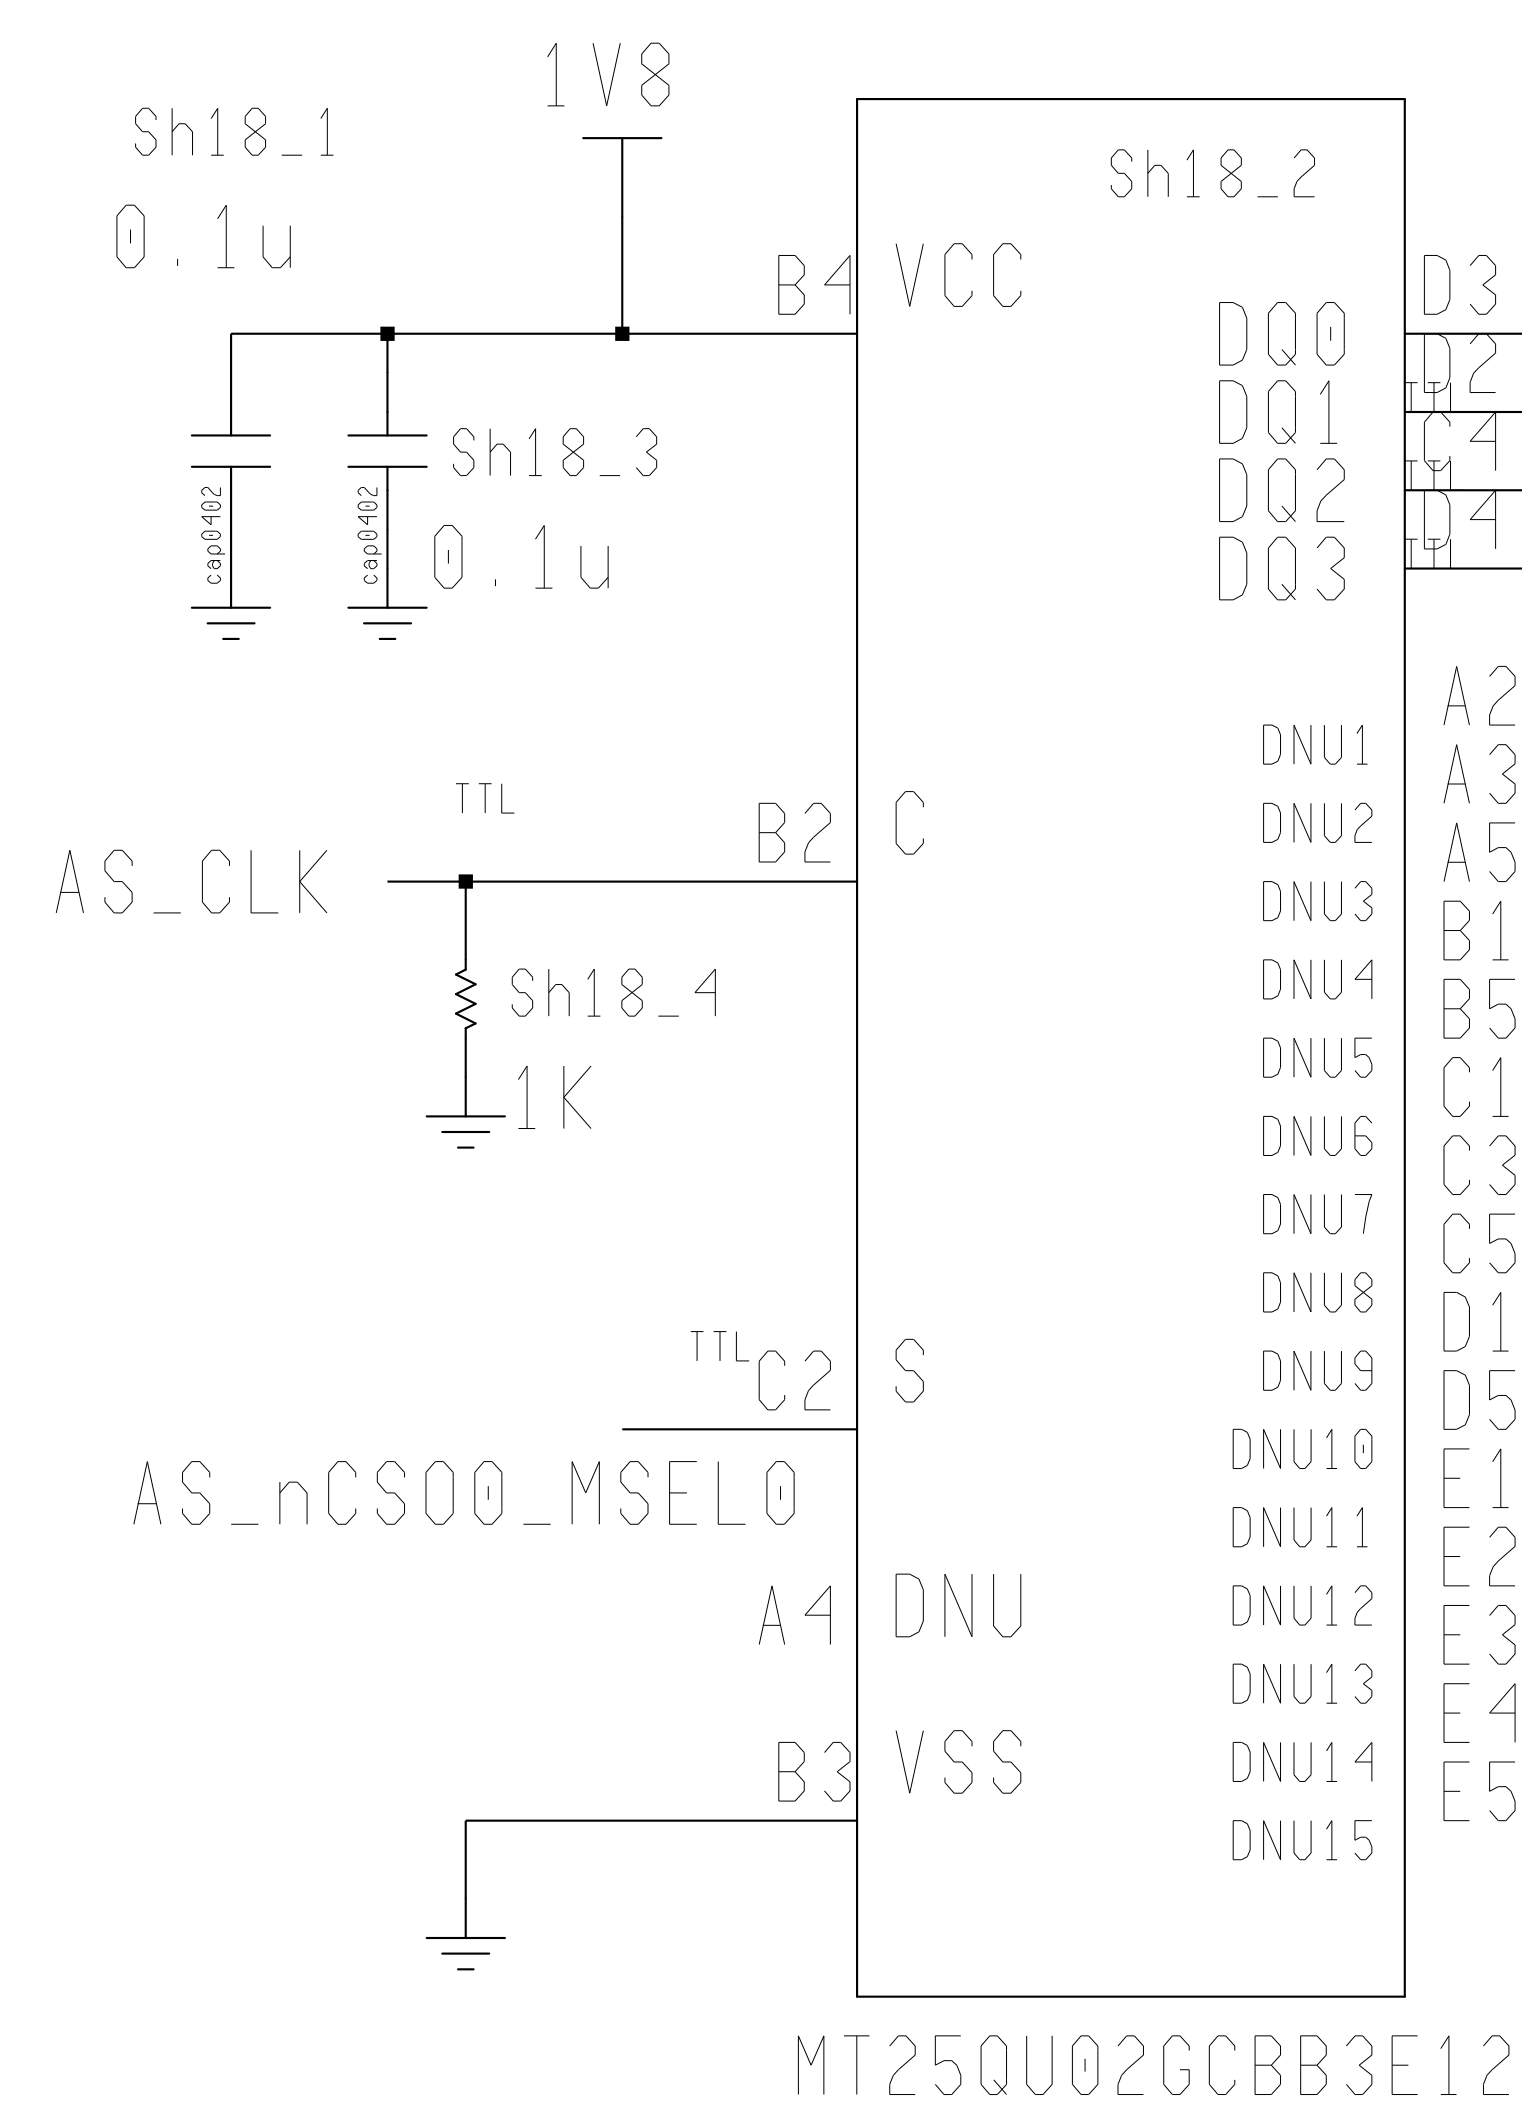 1V8
Sh18_1
0.1u
Sh18_2
B4
VCC
D3
DQ0
D2
DQ1
TTL
C4
DQ2
TTL
D4
DQ3
TTL
Sh18_3
0.1u
cap0402
cap0402
A2
DNU1
A3
TTL
B2
C
DNU2
A5
AS_CLK
DNU3
B1
Sh18_4
DNU4
B5
1K
DNU5
C1
DNU6
C3
DNU7
C5
DNU8
D1
TTL
C2
S
DNU9
D5
DNU10
E1
AS_nCSO0_MSEL0
DNU11
E2
A4
DNU
DNU12
E3
DNU13
E4
B3
VSS
DNU14
E5
DNU15
MT25QU02GCBB3E12